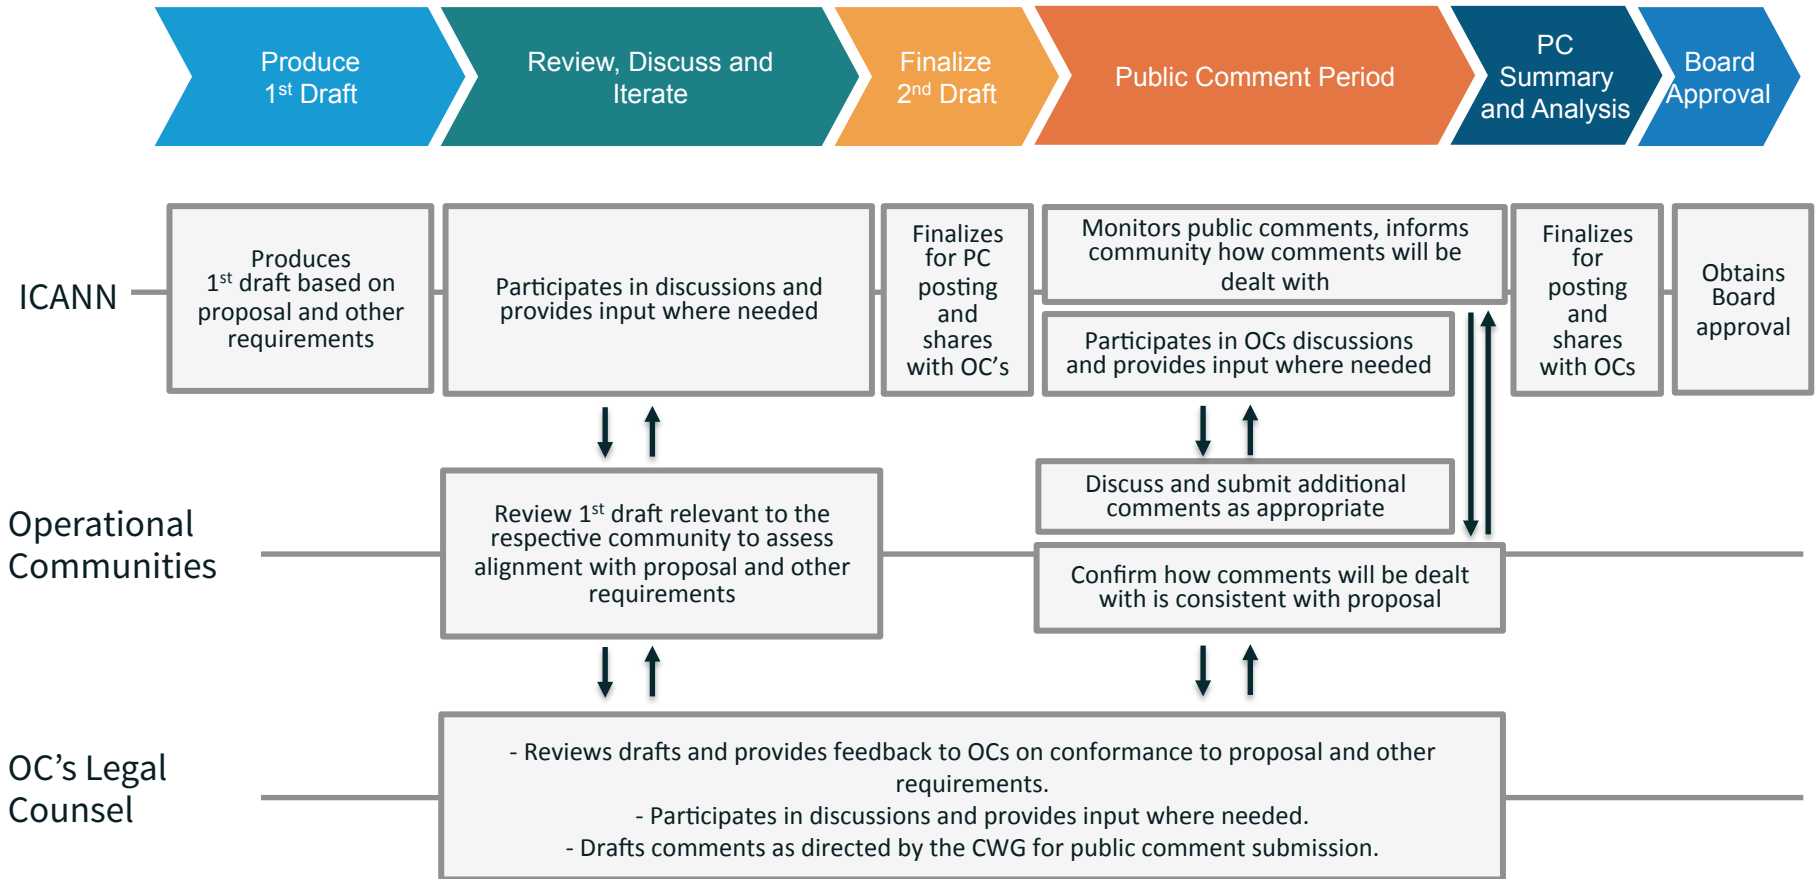 Produce
1st Draft
Review, Discuss and
Iterate
Finalize
2nd Draft
Public Comment Period
PC
Summary
and Analysis
Board
Approval
ICANN
Produces
1st draft based on
proposal and other
requirements
Participates in discussions and
provides input where needed
Finalizes
for PC
posting
and
shares
with OC's
Monitors public comments, informs
community how comments will be
dealt with
Participates in OCs discussions
and provides input where needed
Finalizes
for
posting
and
shares
with OCs
Obtains
Board
approval
Operational
Communities
Review 1st draft relevant to the
respective community to assess
alignment with proposal and other
requirements
Discuss and submit additional
comments as appropriate
Confirm how comments will be dealt
with is consistent with proposal
OC's Legal
Counsel
- Reviews drafts and provides feedback to OCs on conformance to proposal and other
requirements.
- Participates in discussions and provides input where needed.
- Drafts comments as directed by the CWG for public comment submission.